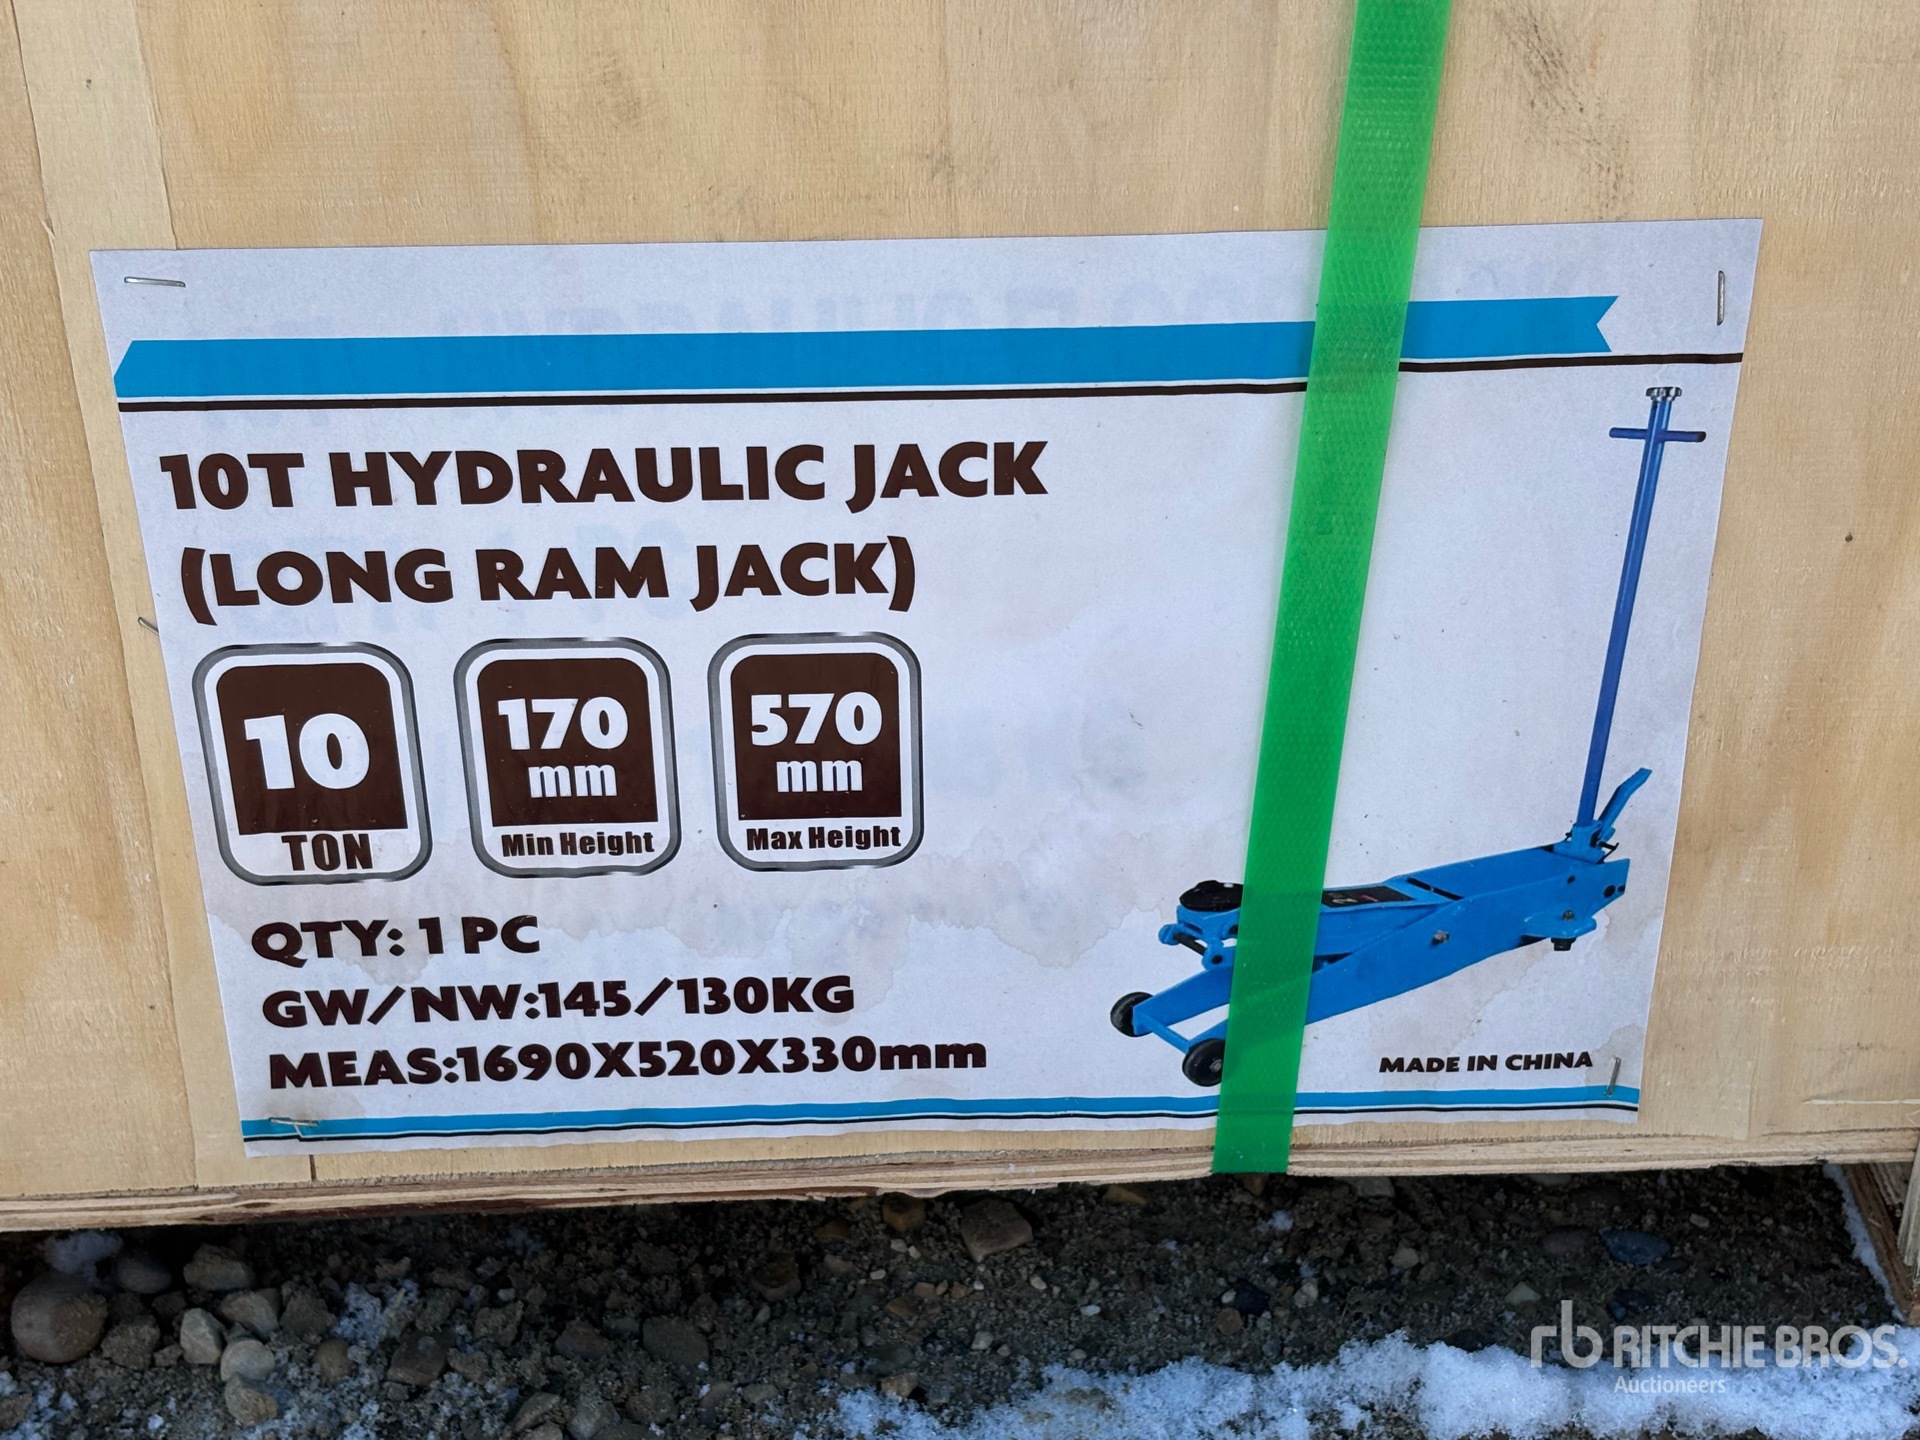 10T HYDRAULIC JACK
(LONG RAM JACK)
10
TON
170
mm
Min Height
570
mm
Max Height
QTY: 1 PC
GW/NW:145/130KG
MEAS:1690X520X330mm
MADE IN CHINA
rb RITCHIE BROS.
Auctioneers